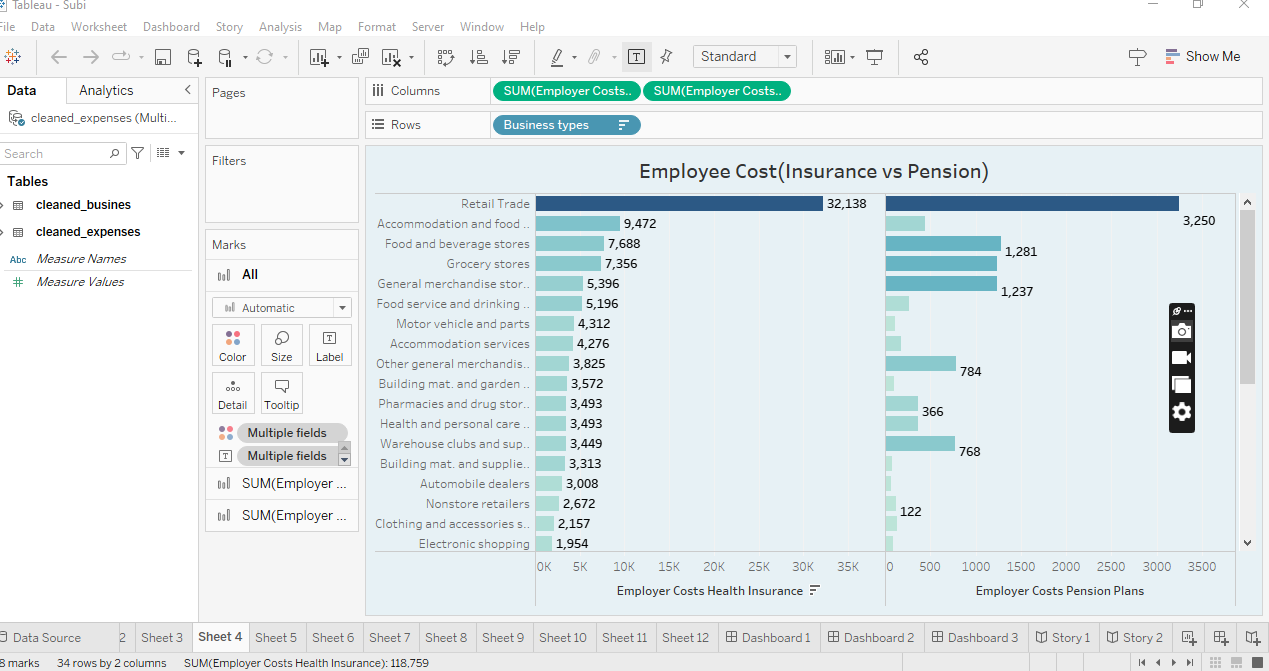 Tableau - Subi
File Data Worksheet Dashboard Story Analysis Map Format Server Window Help
Standard
Show Me
Data Analytics
cleaned_expenses (Multi...
Search
Tables
cleaned_busines
cleaned_expenses
Abc Measure Names
# Measure Values
Pages
Filters
Marks
All
Automatic
Color Size Label
Detail Tooltip
Multiple fields
Multiple fields
SUM(Employer ...
SUM(Employer ...
Columns SUM(Employer Costs.. SUM(Employer Costs..
Rows Business types
Employee Cost(Insurance vs Pension)
Retail Trade 32,138 3,250
Accommodation and food .. 9,472
Food and beverage stores 7,688 1,281
Grocery stores 7,356
General merchandise stor.. 5,396 1,237
Food service and drinking .. 5,196
Motor vehicle and parts 4,312
Accommodation services 4,276
Other general merchandis.. 3,825 784
Building mat. and garden .. 3,572
Pharmacies and drug stor.. 3,493 366
Health and personal care .. 3,493
Warehouse clubs and sup.. 3,449 768
Building mat. and supplie.. 3,313
Automobile dealers 3,008
Nonstore retailers 2,672 122
Clothing and accessories s.. 2,157
Electronic shopping 1,954
0K 5K 10K 15K 20K 25K 30K 35K 0 500 1000 1500 2000 2500 3000 3500
Employer Costs Health Insurance Employer Costs Pension Plans
Data Source 2 Sheet 3 Sheet 4 Sheet 5 Sheet 6 Sheet 7 Sheet 8 Sheet 9 Sheet 10 Sheet 11 Sheet 12 Dashboard 1 Dashboard 2 Dashboard 3 Story 1 Story 2
8 marks 34 rows by 2 columns SUM(Employer Costs Health Insurance): 118,759